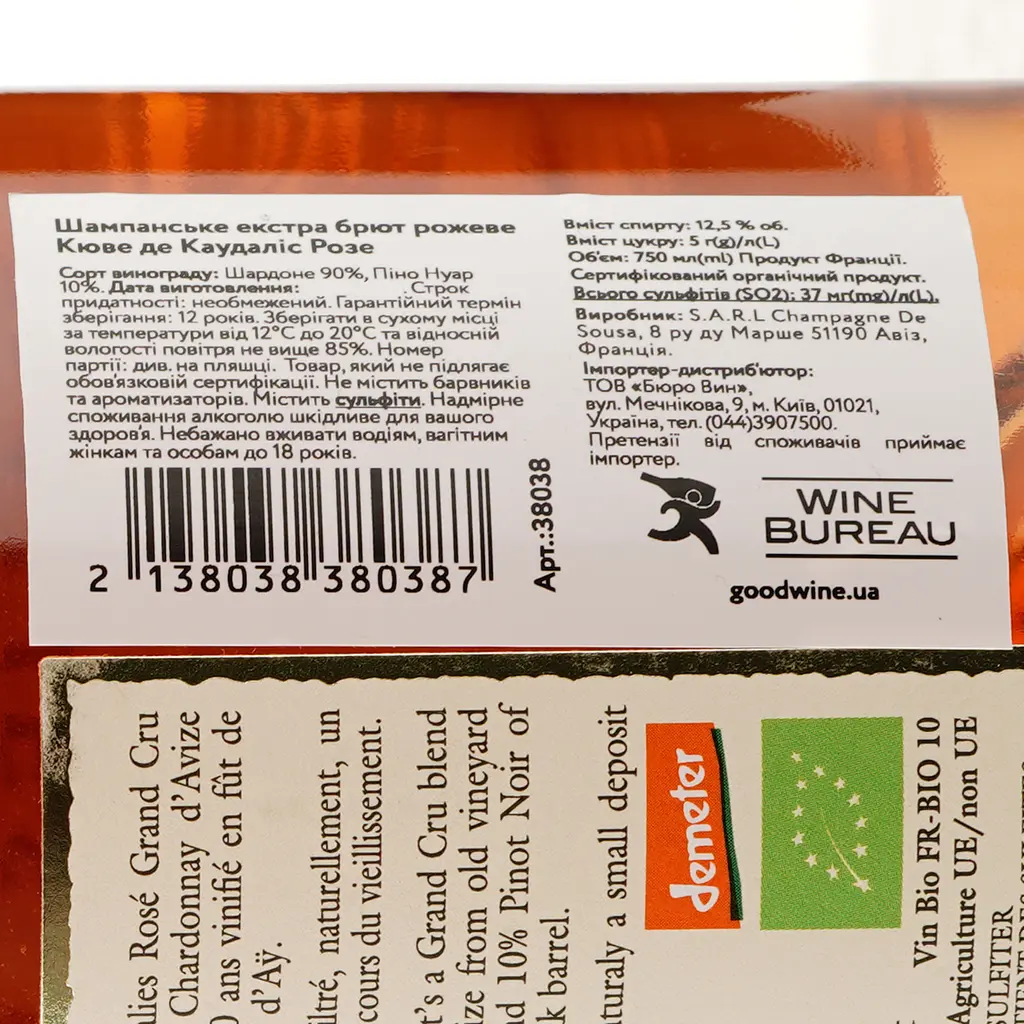 Шампанське екстра брют рожеве
Кюве де Каудаліс Розе
Сорт винограду: Шардоне 90%, Піно Нуар
10%. Дата виготовлення: . Строк
придатності: необмежений. Гарантійний термін
зберігання: 12 років. Зберігати в сухому місці
за температури від 12°С до 20°С та відносній
вологості повітря не вище 85%. Номер
партії: див. на пляшці. Товар, який не підлягає
обов'язковій сертифікації. Не містить барвників
та ароматизаторів. Містить сульфіти. Надмірне
споживання алкоголю шкідливе для вашого
здоров'я. Небажано вживати водіям, вагітним
жінкам та особам до 18 років.
2 138038 380387
Арт.:38038
Вміст спирту: 12,5 % об.
Вміст цукру: 5 г(g)/л(L)
Об'єм: 750 мл(ml) Продукт Франції.
Сертифікований органічний продукт.
Всього сульфітів (SO2): 37 мг(mg)/л(L).
Виробник: S.A.R.L Champagne De
Sousa, 8 ру ду Марше 51190 Авіз,
Франція.
Імпортер-дистриб'ютор:
ТОВ «Бюро Вин»,
вул. Мечнікова, 9, м. Київ, 01021,
Україна, тел. (044)3907500.
Претензії від споживачів приймає
імпортер.
WINE
BUREAU
goodwine.ua
Rosé Grand Cru
Chardonnay d'Avize
ans vinifié en fût de
d'Aÿ.
naturellement, un
cours du vieillissement.
a Grand Cru blend
from old vineyard
10% Pinot Noir of
barrel.
a small deposit
demeter
Vin Bio FR-BIO 10
Agriculture UE/non UE